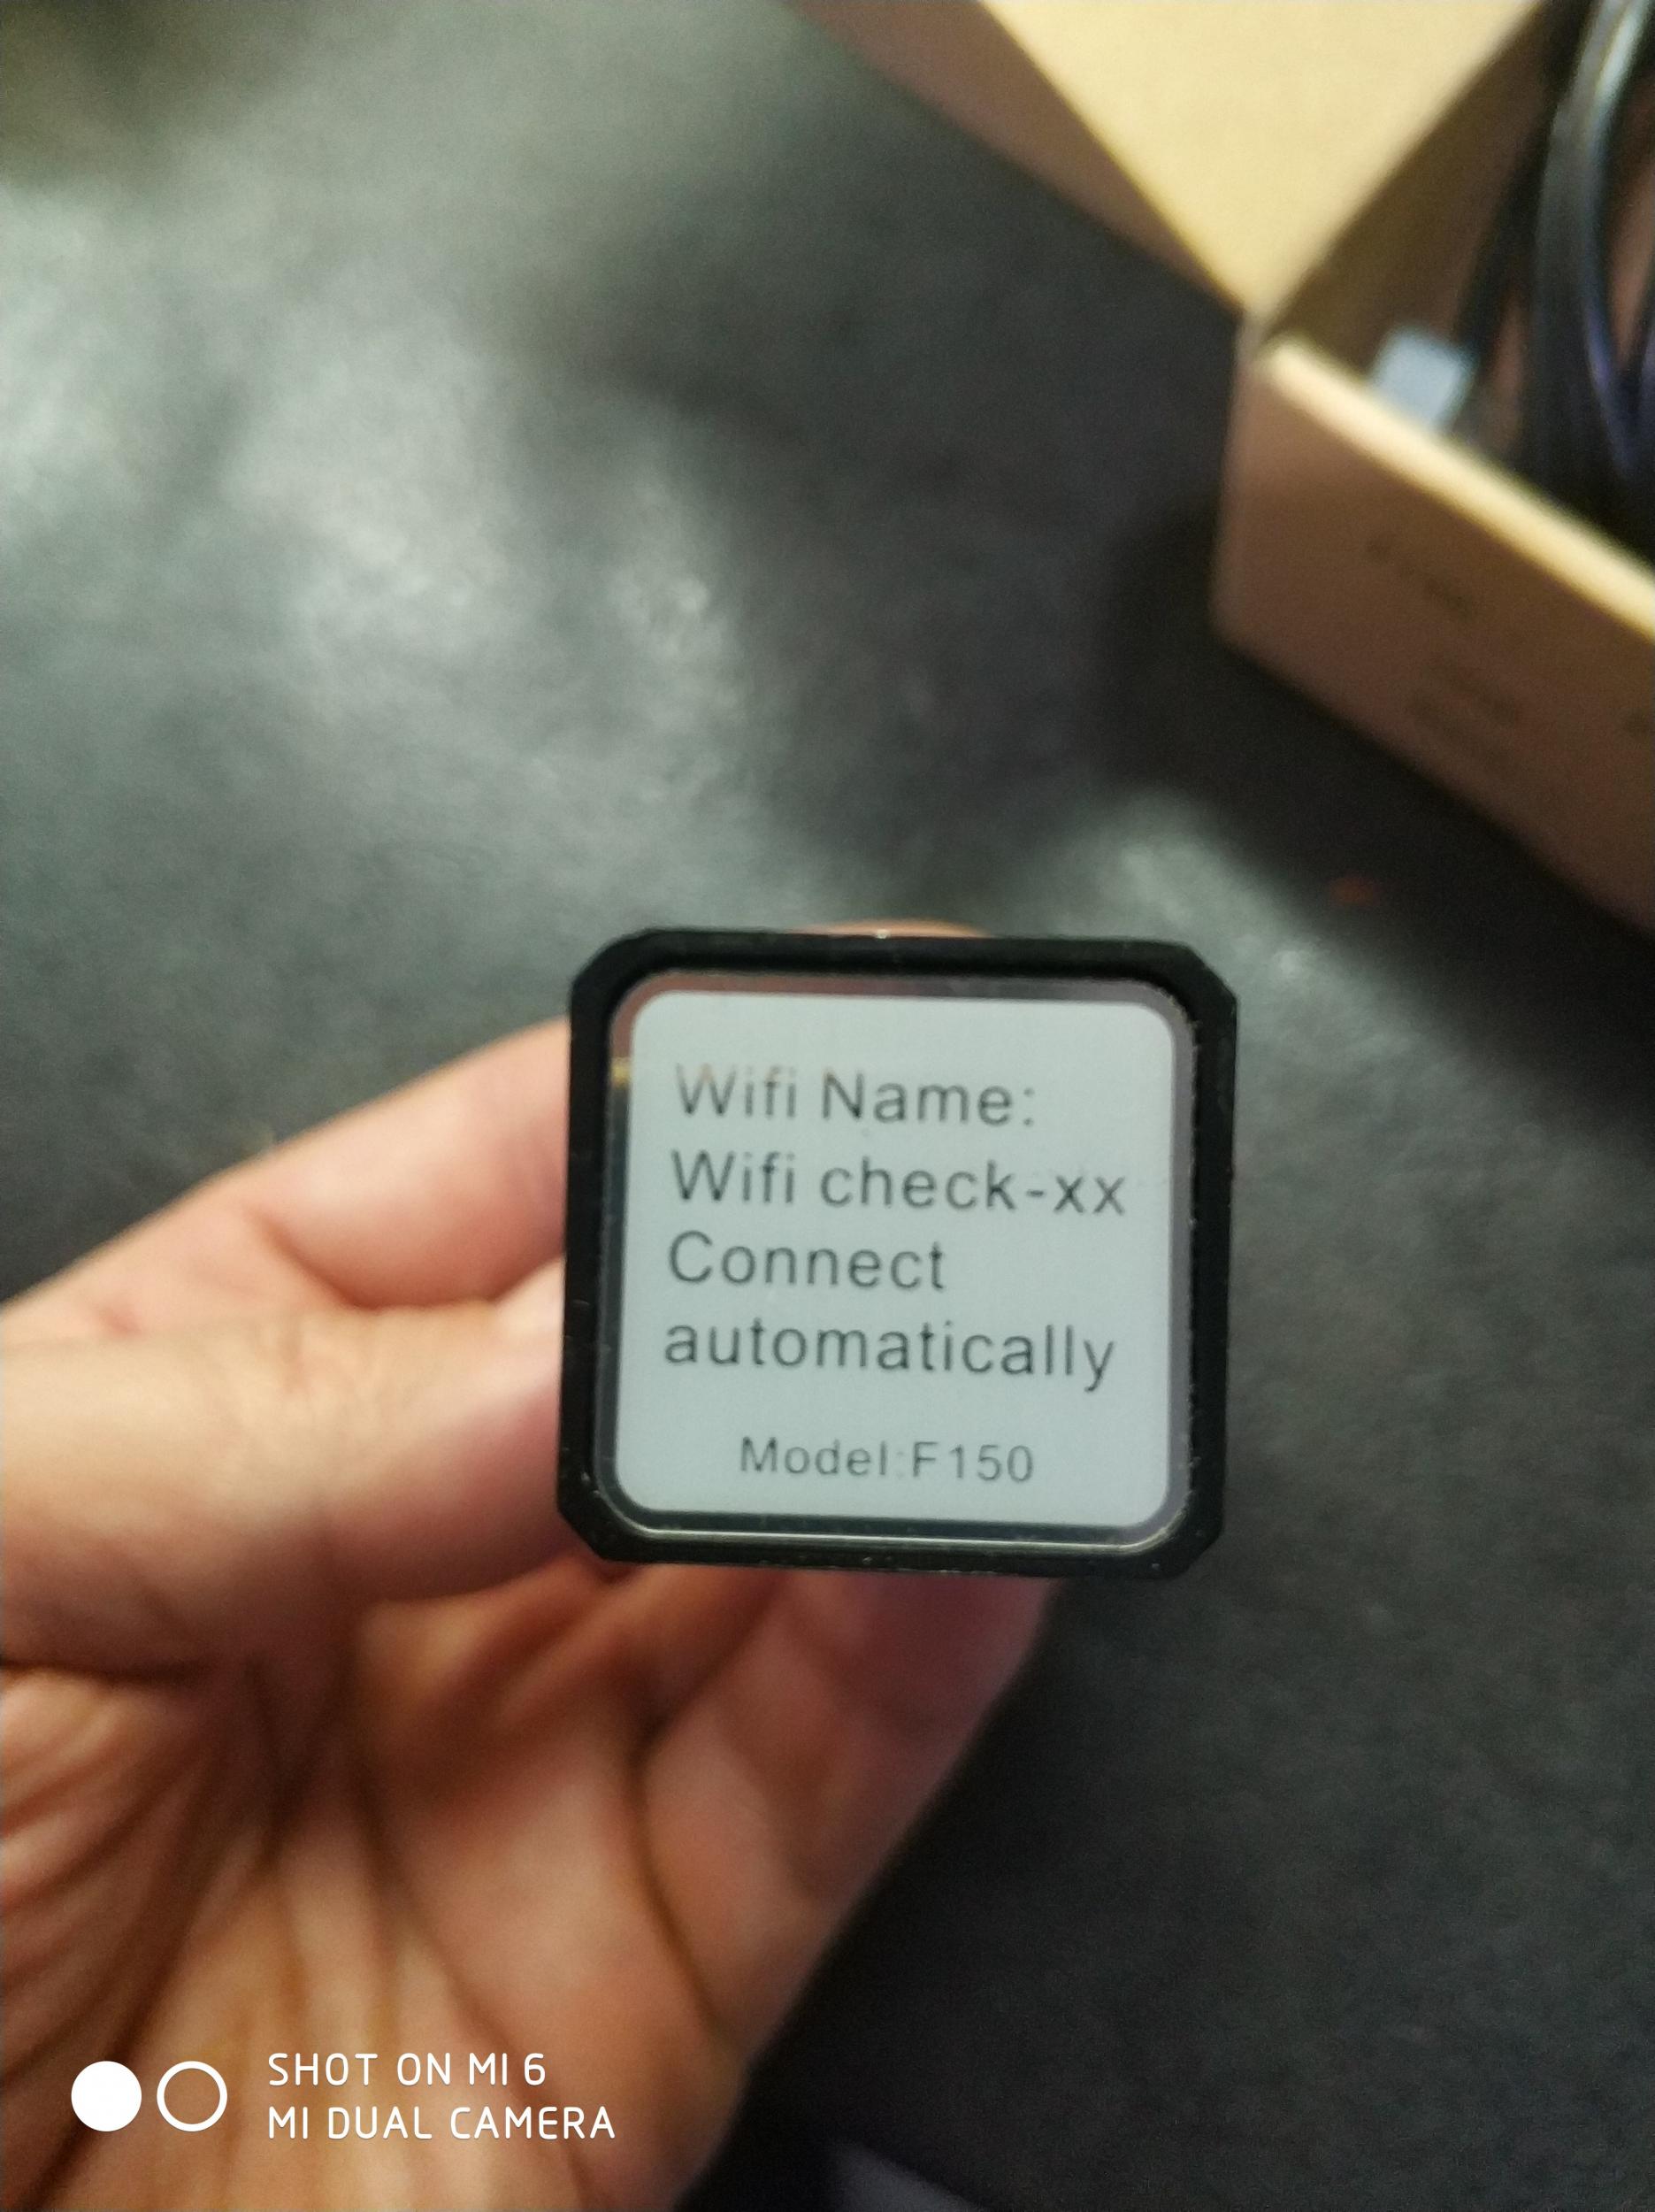 Wifi Name:
Wifi check-xx
Connect
automatically
Model:F150
SHOT ON MI 6
MI DUAL CAMERA